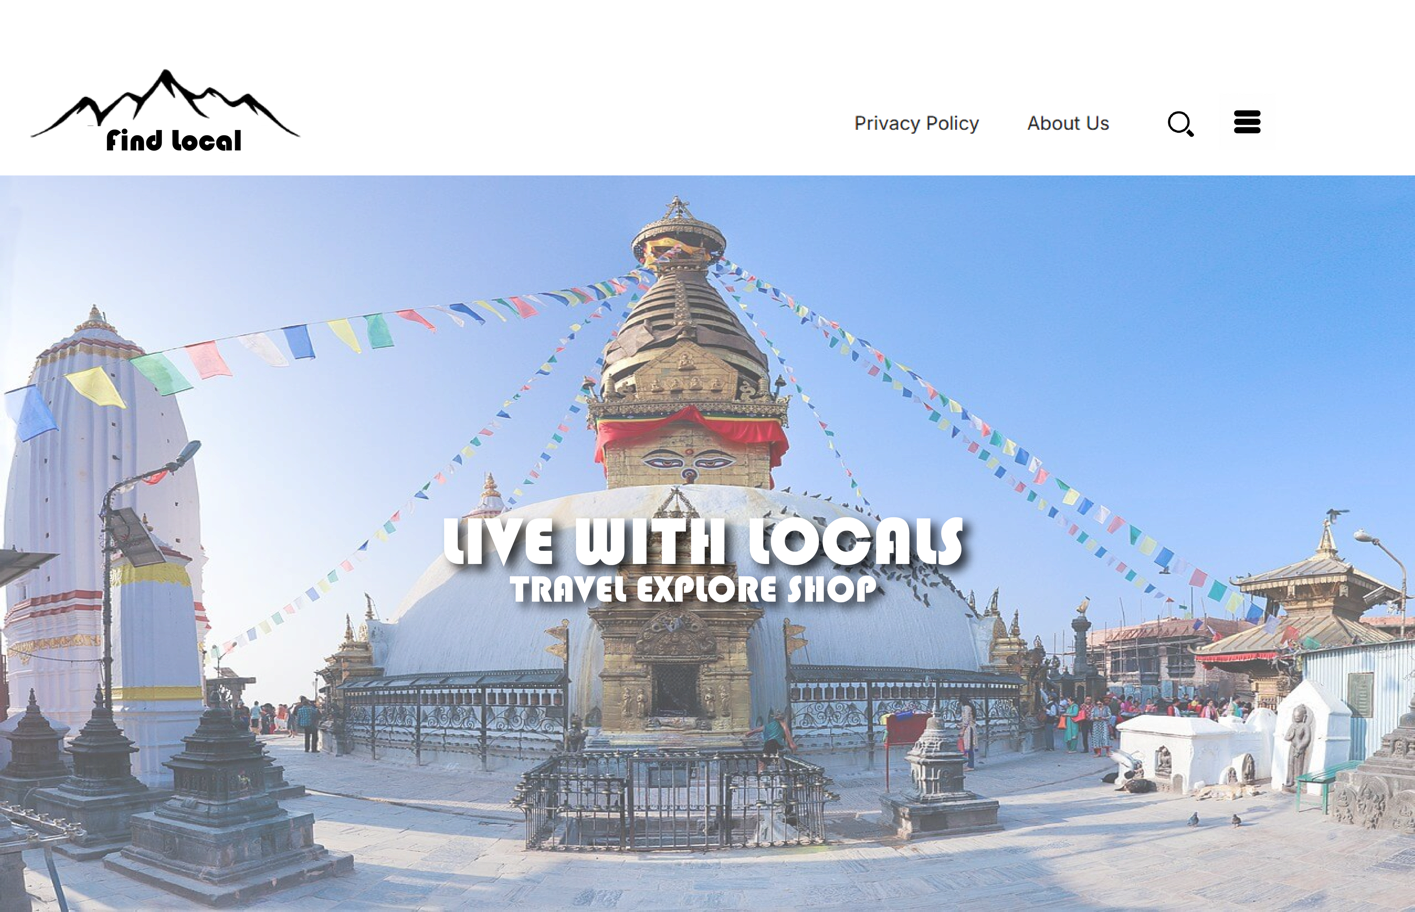 Find Local
Privacy Policy
About Us
LIVE WITH LOCALS
TRAVEL EXPLORE SHOP